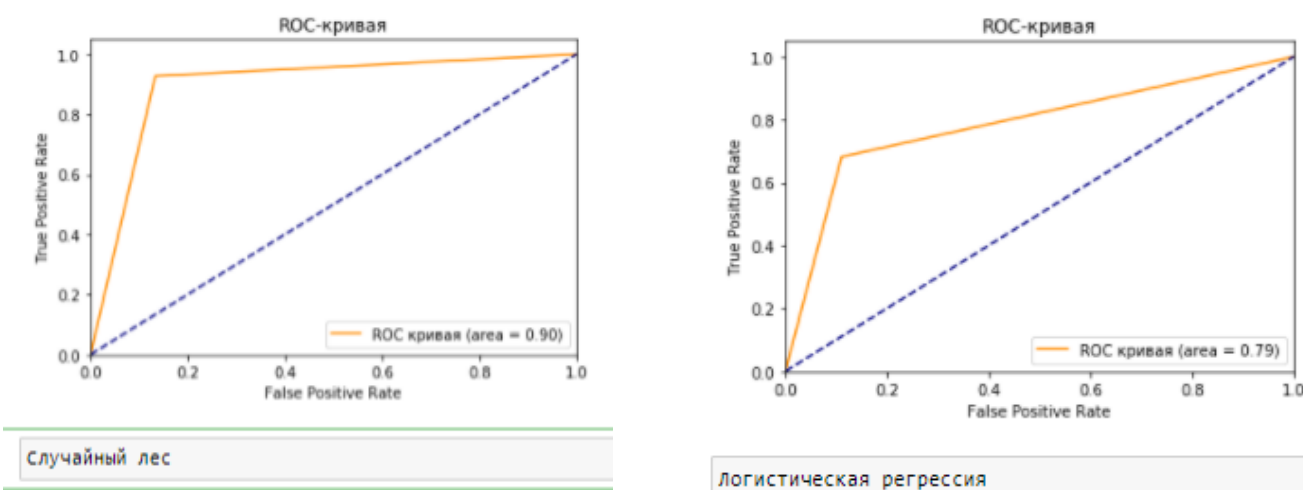 ROC-кривая
1.0
0.8
0.6
0.4
0.2
0.0
True Positive Rate
ROC кривая (area = 0.90)
0.0 0.2 0.4 0.6 0.8 1.0
False Positive Rate
Случайный лес
ROC-кривая
1.0
0.8
0.6
0.4
0.2
0.0
True Positive Rate
ROC кривая (area = 0.79)
0.0 0.2 0.4 0.6 0.8 1.0
False Positive Rate
Логистическая регрессия